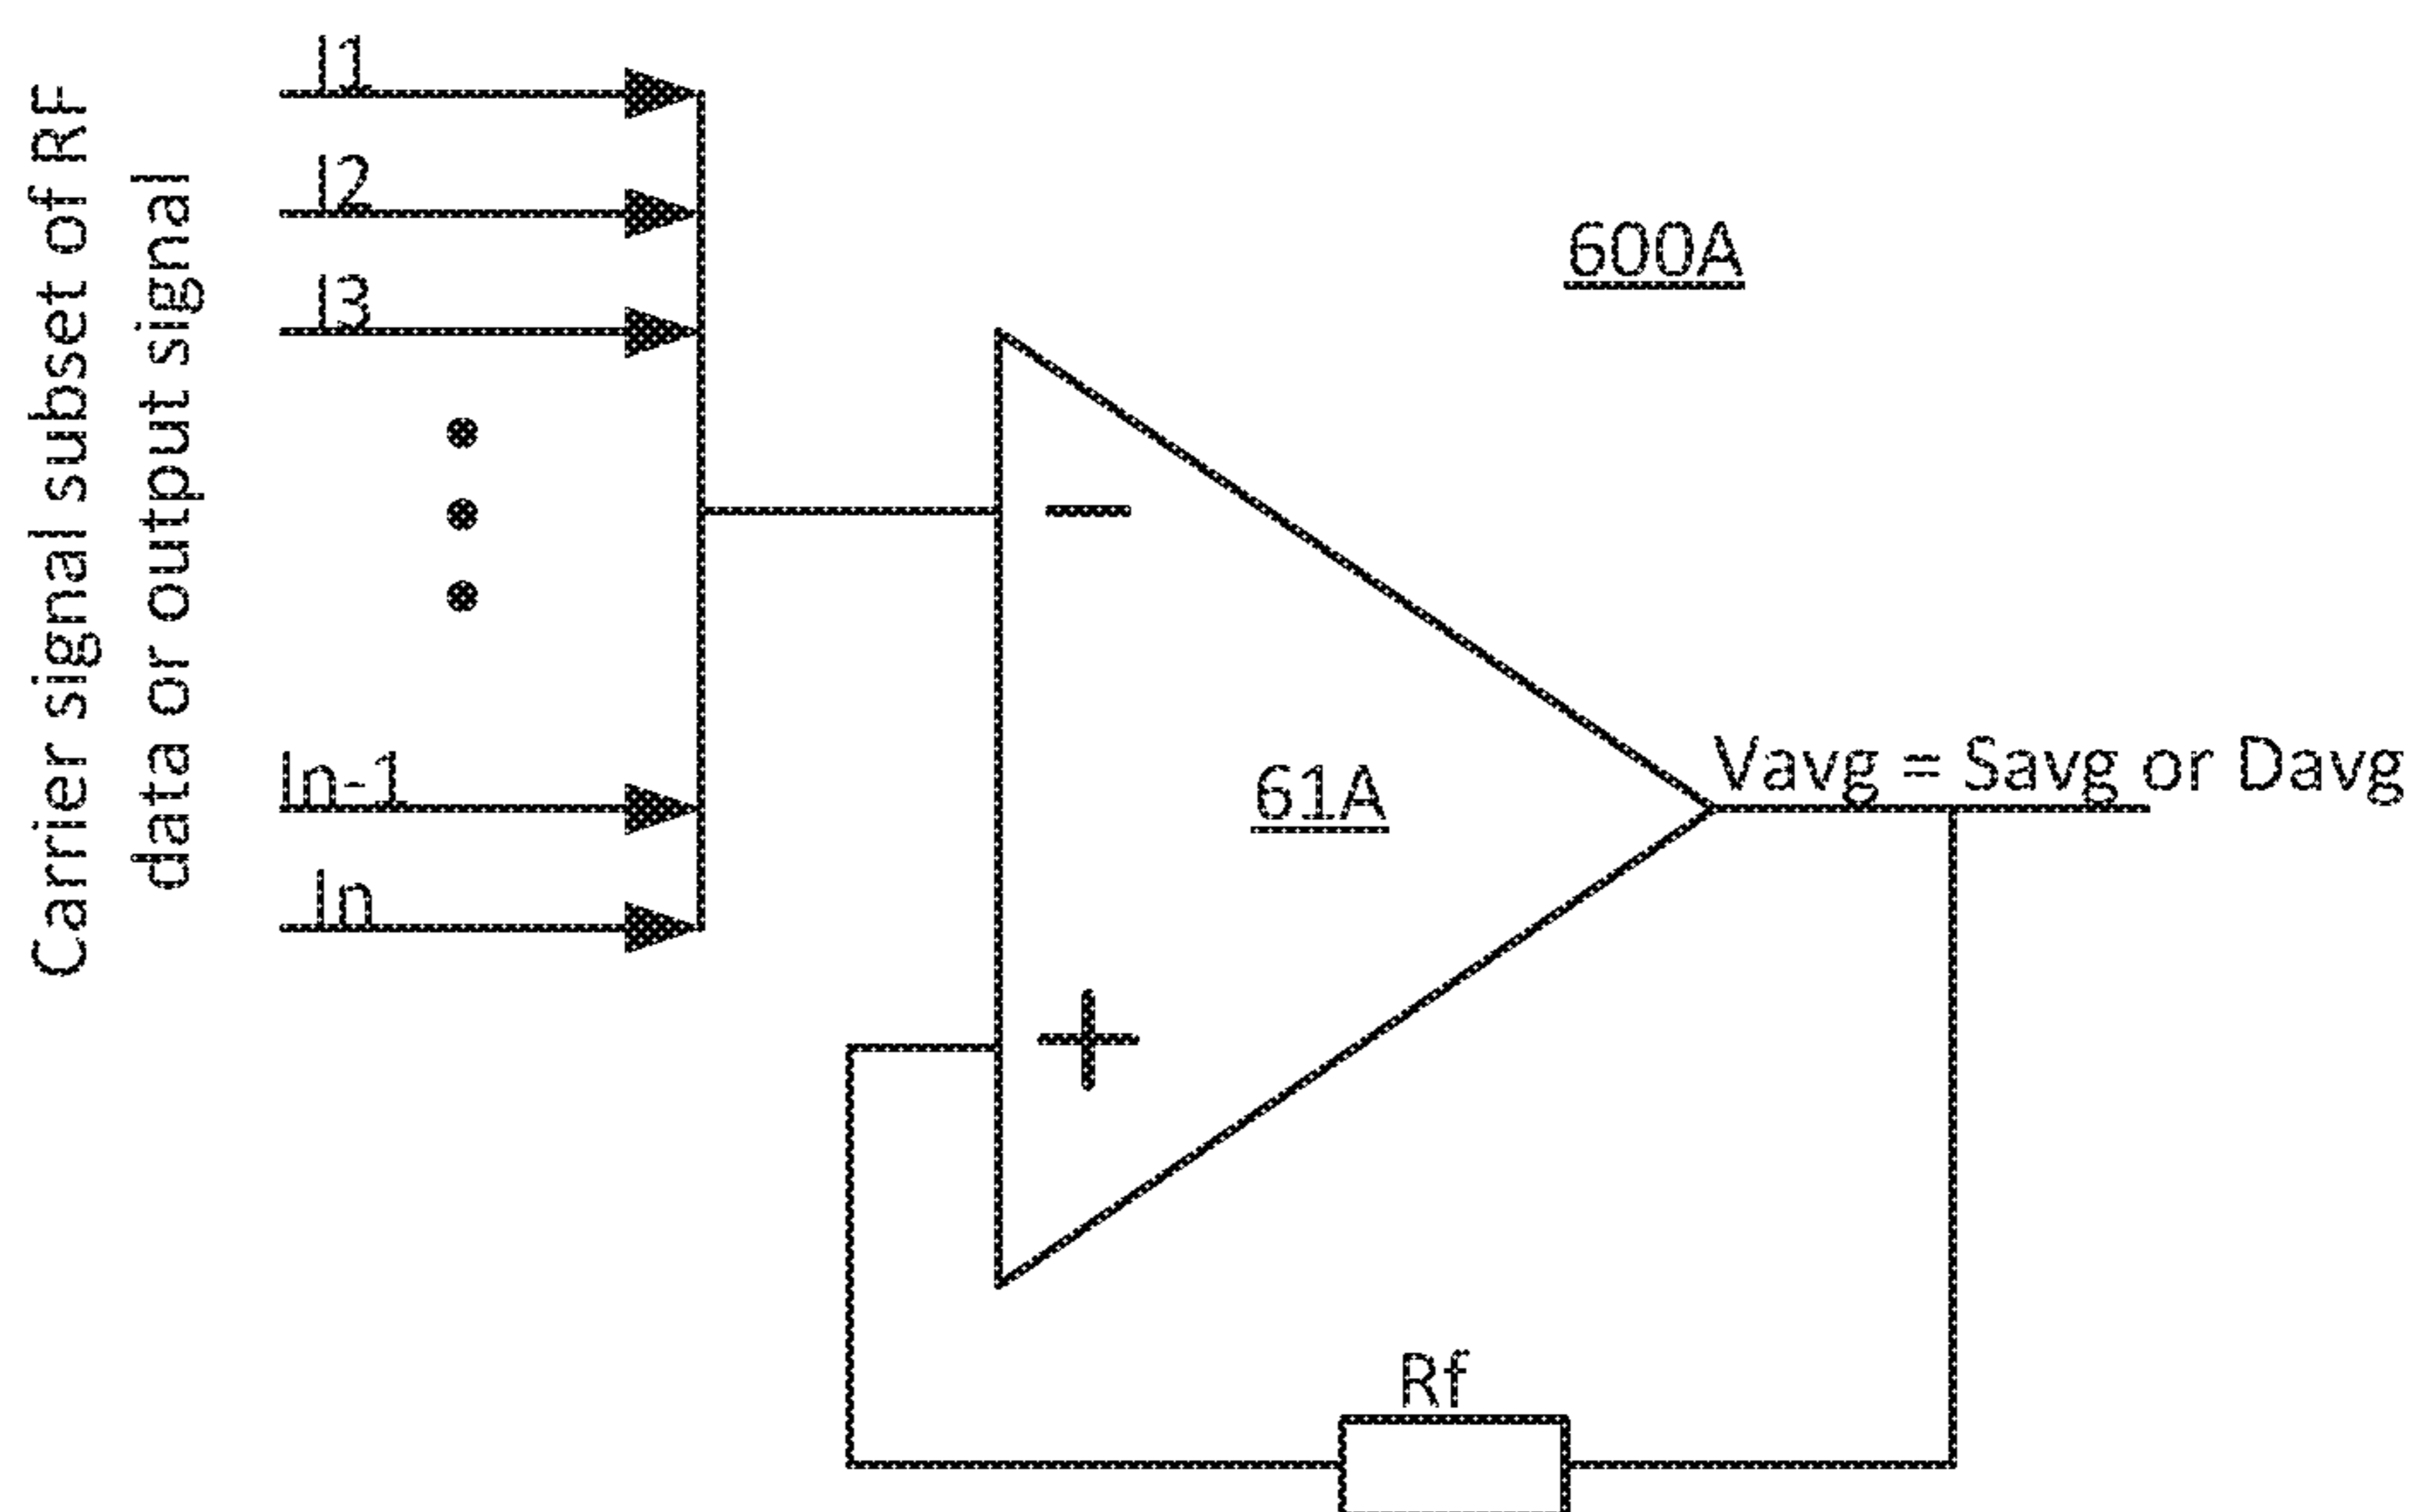 Carrier signal subset of RF
data or output signal
I1
I2
I3
In-1
In
600A
−
61A
+
Vavg = Savg or Davg
Rf